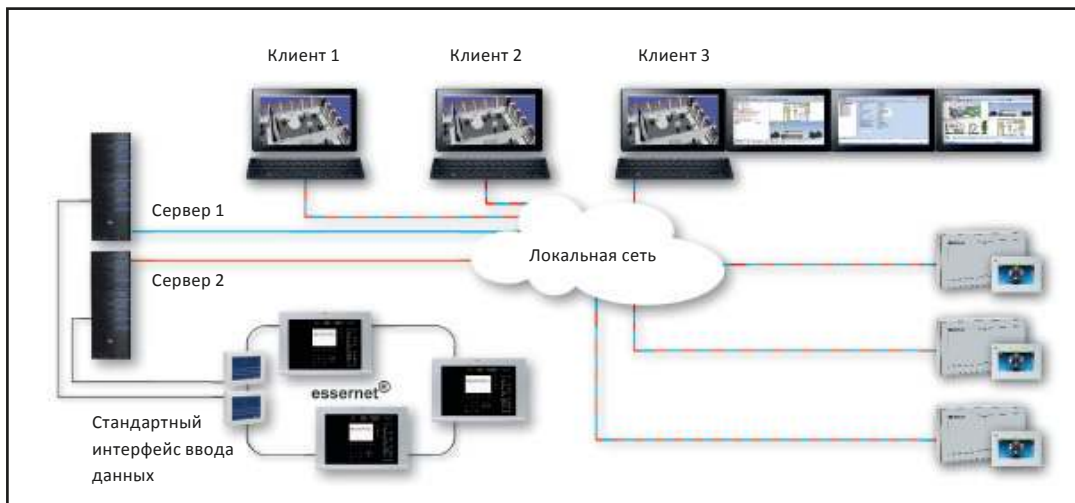 Клиент 1
Клиент 2
Клиент 3
Сервер 1
Локальная сеть
Сервер 2
essernet®
Стандартный
интерфейс ввода
данных